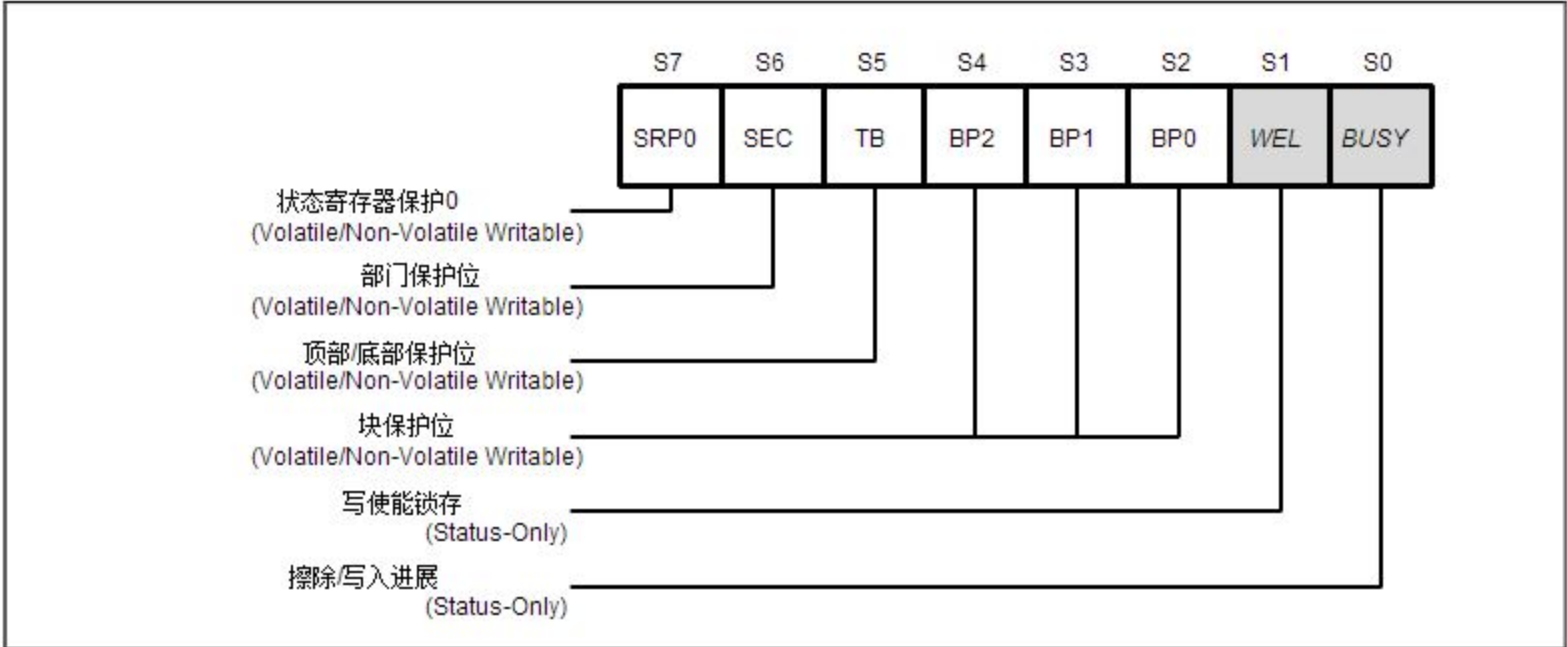 S7 S6 S5 S4 S3 S2 S1 S0
SRP0 SEC TB BP2 BP1 BP0 WEL BUSY
状态寄存器保护0
(Volatile/Non-Volatile Writable)
部门保护位
(Volatile/Non-Volatile Writable)
顶部/底部保护位
(Volatile/Non-Volatile Writable)
块保护位
(Volatile/Non-Volatile Writable)
写使能锁存
(Status-Only)
擦除/写入进展
(Status-Only)